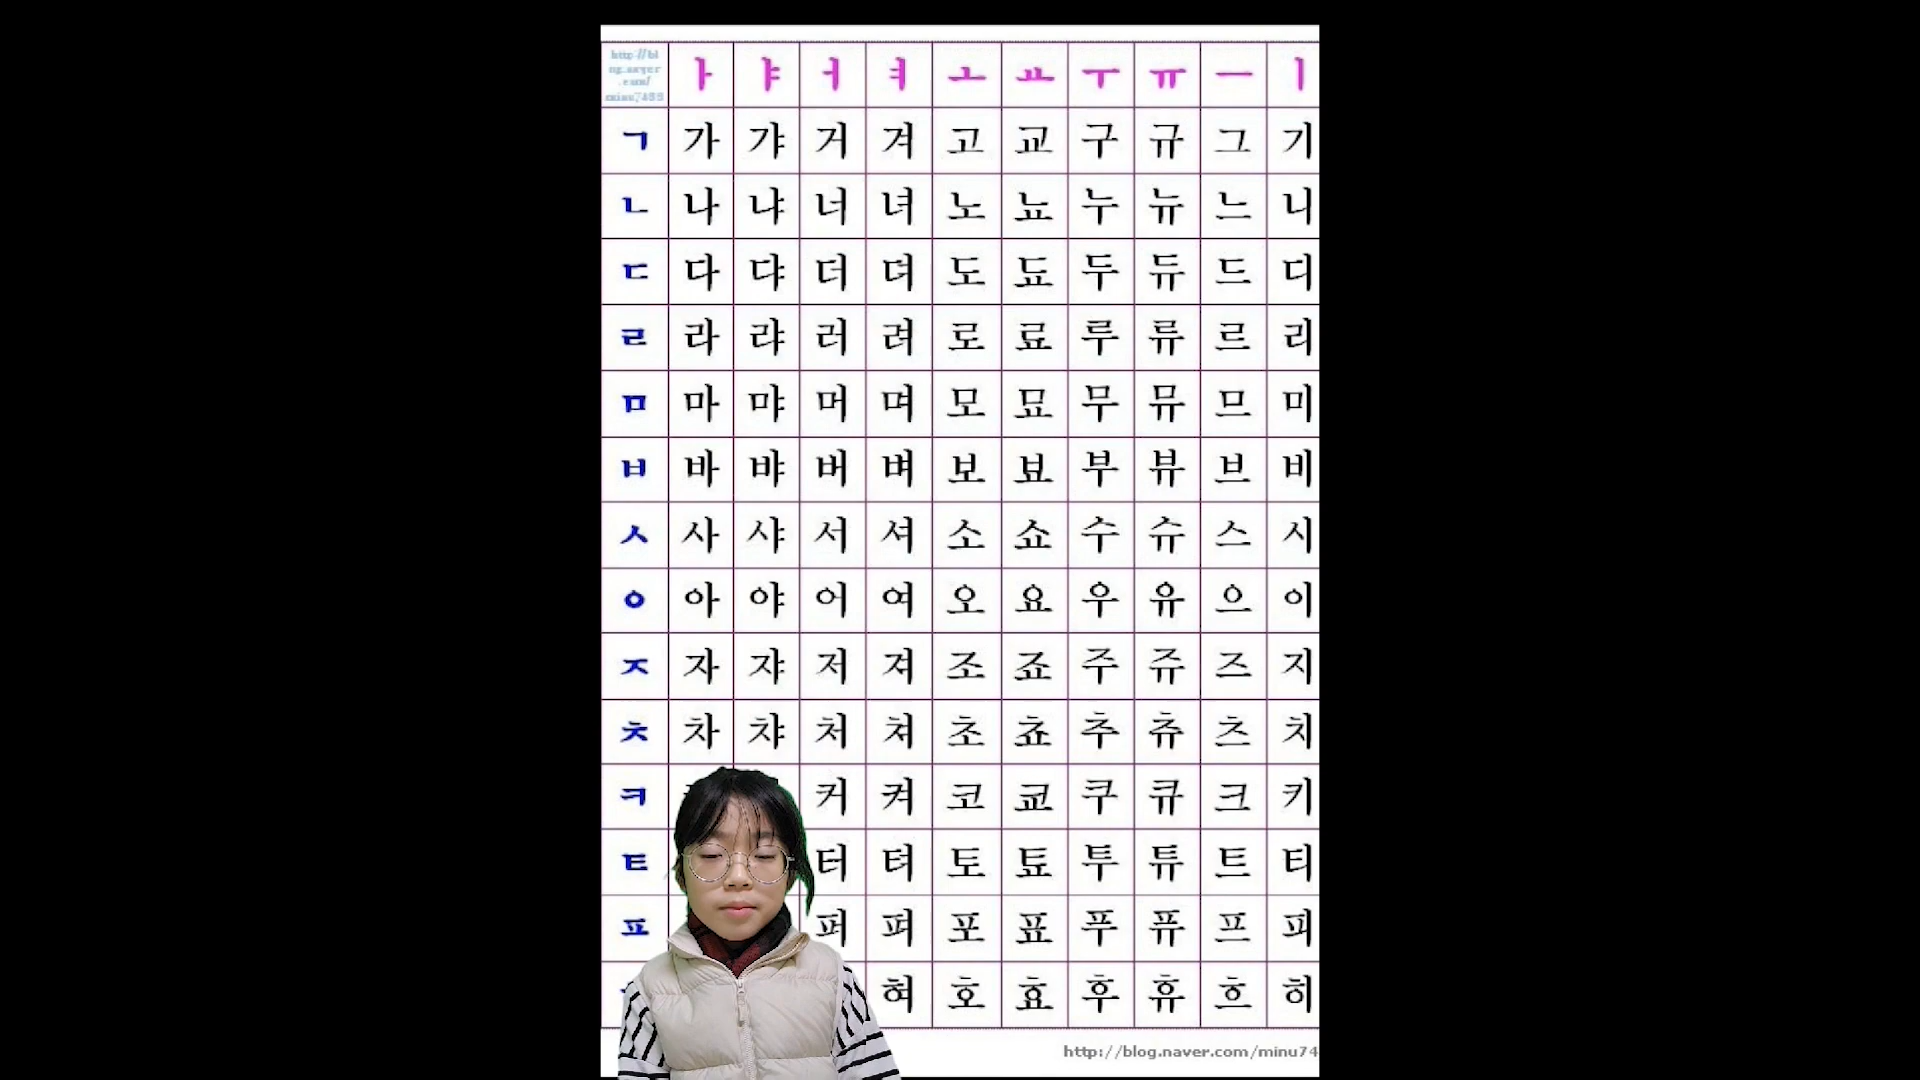 http://bl
og.naver
.com/
minu7489
ㅏ ㅑ ㅓ ㅕ ㅗ ㅛ ㅜ ㅠ ㅡ ㅣ
ㄱ 가 갸 거 겨 고 교 구 규 그 기
ㄴ 나 냐 너 녀 노 뇨 누 뉴 느 니
ㄷ 다 댜 더 뎌 도 됴 두 듀 드 디
ㄹ 라 랴 러 려 로 료 루 류 르 리
ㅁ 마 먀 머 며 모 묘 무 뮤 므 미
ㅂ 바 뱌 버 벼 보 뵤 부 뷰 브 비
ㅅ 사 샤 서 셔 소 쇼 수 슈 스 시
ㅇ 아 야 어 여 오 요 우 유 으 이
ㅈ 자 쟈 저 져 조 죠 주 쥬 즈 지
ㅊ 차 챠 처 쳐 초 쵸 추 츄 츠 치
ㅋ 커 켜 코 쿄 쿠 큐 크 키
ㅌ 터 텨 토 툐 투 튜 트 티
ㅍ 퍼 펴 포 표 푸 퓨 프 피
혀 호 효 후 휴 흐 히
http://blog.naver.com/minu74